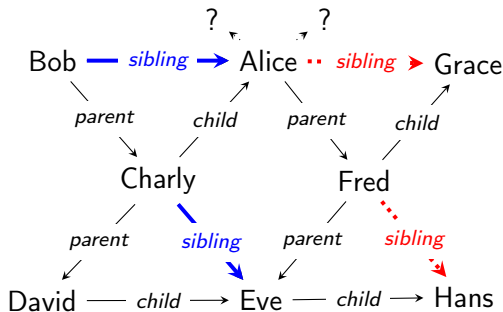 ? ?
Bob sibling Alice sibling Grace
parent child parent child
Charly Fred
parent sibling parent sibling
David child Eve child Hans